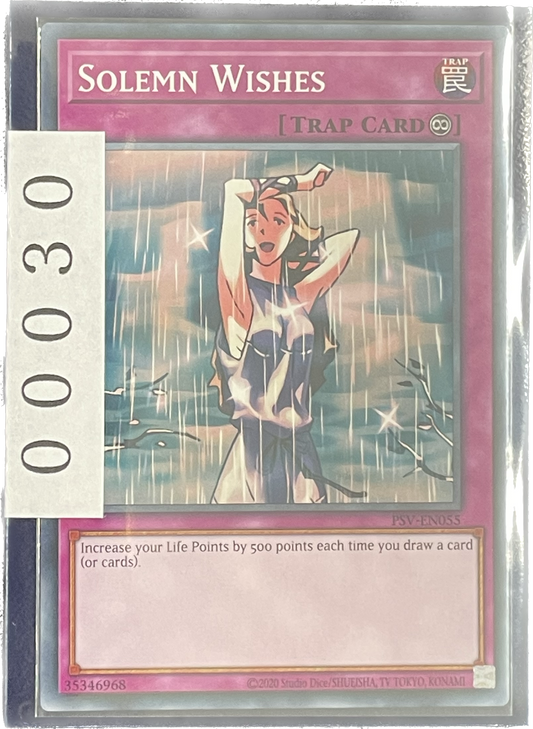 SOLEMN WISHES
TRAP
罠
[TRAP CARD♾]
00030
PSV-EN055
Increase your Life Points by 500 points each time you draw a card
(or cards).
35346968
©2020 Studio Dice/SHUEISHA, TV TOKYO, KONAMI